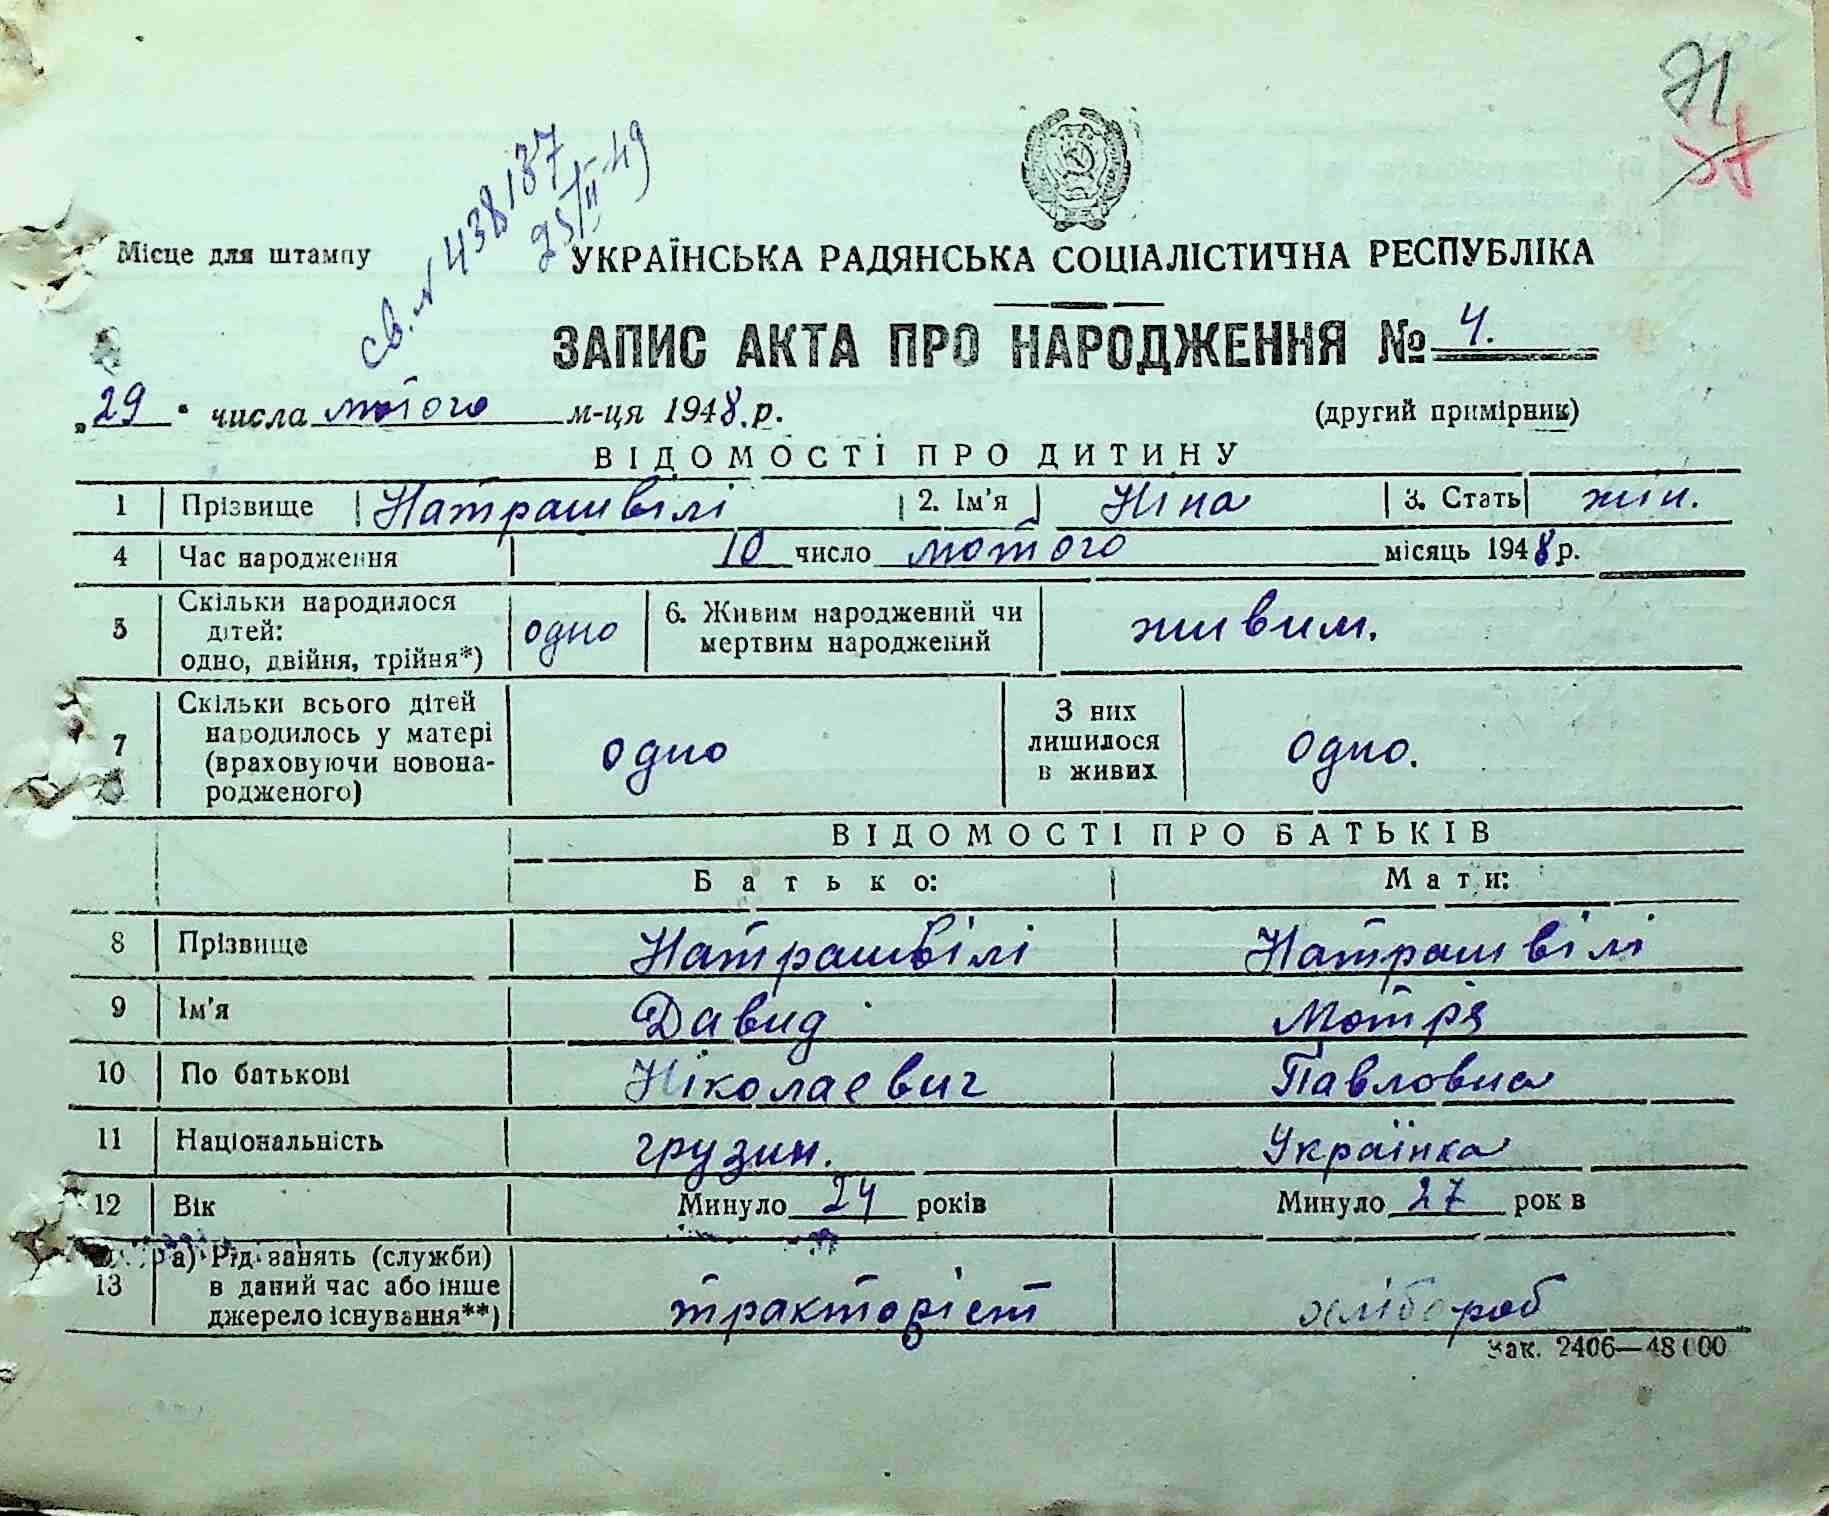 71
св. № 438137
25/II 49
Місце для штампу
УКРАЇНСЬКА РАДЯНСЬКА СОЦІАЛІСТИЧНА РЕСПУБЛІКА
ЗАПИС АКТА ПРО НАРОДЖЕННЯ № 4.
„29" числа лютого м-ця 1948.р.
(другий примірник)
ВІДОМОСТІ ПРО ДИТИНУ
1 Прізвище Натрашвілі 2. Ім'я Ніна 3. Стать жін.
4 Час народження 10 число лютого місяць 1948 р.
5 Скільки народилося дітей: одно, двійня, трійня*) одно 6. Живим народжений чи мертвим народжений живим.
7 Скільки всього дітей народилось у матері (враховуючи новонародженого) одно З них лишилося в живих одно.
ВІДОМОСТІ ПРО БАТЬКІВ
Батько: Мати:
8 Прізвище Натрашвілі Натрашвілі
9 Ім'я Давид Мотря
10 По батькові Ніколаевич Павловна
11 Національність грузин. Українка
12 Вік Минуло 24 років Минуло 27 років
13 а) Рід занять (служби) в даний час або інше джерело існування**) тракторіст хлібороб
Зак. 2406—48000